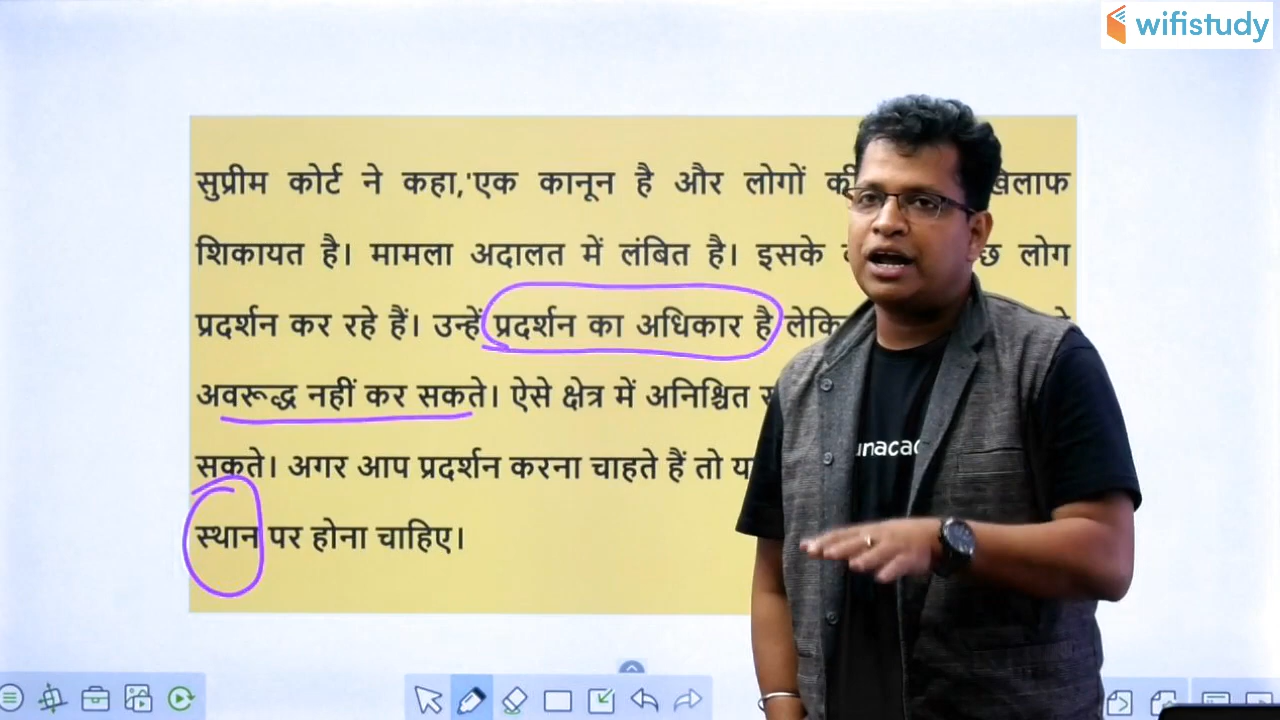 wifistudy
सुप्रीम कोर्ट ने कहा,'एक कानून है और लोगों की
शिकायत है। मामला अदालत में लंबित है। इसके लोग
प्रदर्शन कर रहे हैं। उन्हें प्रदर्शन का अधिकार है
अवरूद्ध नहीं कर सकते। ऐसे क्षेत्र में अनिश्चित
सकते। अगर आप प्रदर्शन करना चाहते हैं तो
स्थान पर होना चाहिए।